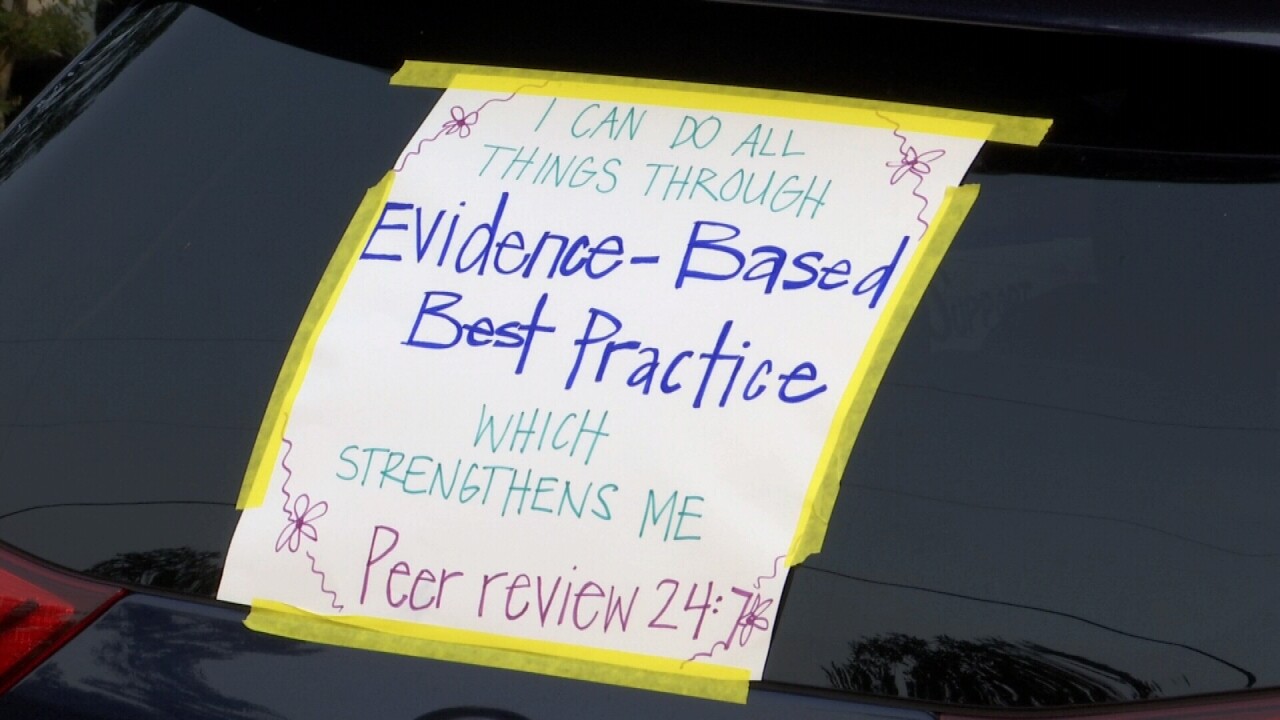 I CAN DO ALL
THINGS THROUGH
Evidence-Based
Best Practice
WHICH
STRENGTHENS ME
Peer review 24:7